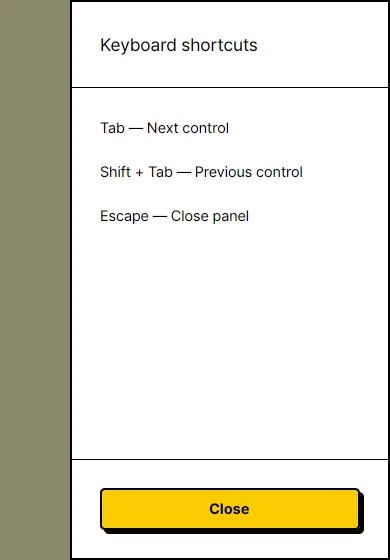 Keyboard shortcuts
Tab — Next control
Shift + Tab — Previous control
Escape — Close panel
Close